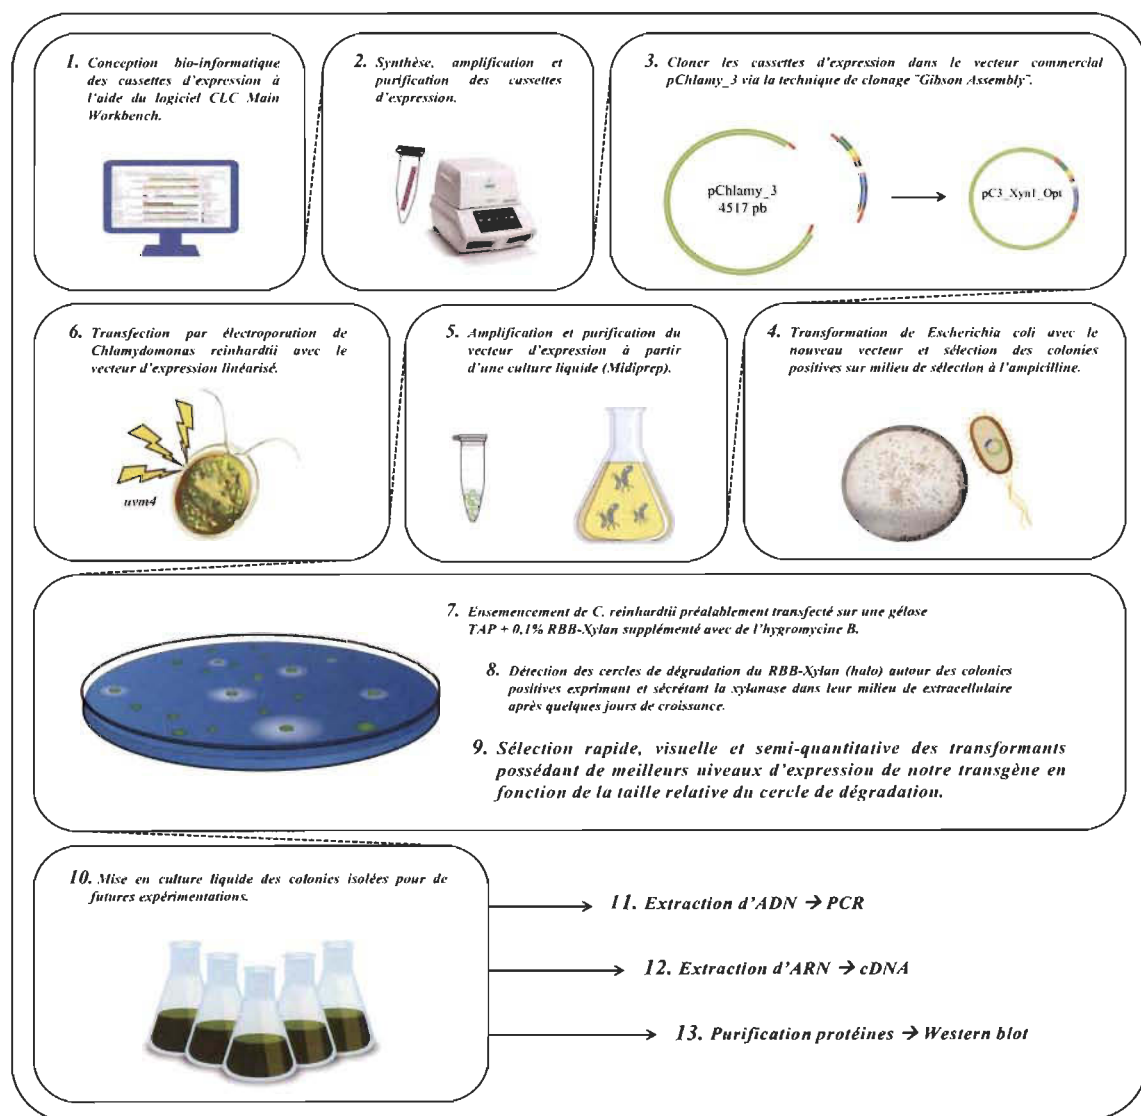 1. Conception bio-informatique
des cassettes d'expression à
l'aide du logiciel CLC Main
Workbench.
2. Synthèse, amplification et
purification des cassettes
d'expression.
3. Cloner les cassettes d'expression dans le vecteur commercial
pChlamy_3 via la technique de clonage "Gibson Assembly".
pChlamy_3
4517 pb
pC3_Xyn1_Opt
6. Transfection par électroporation de
Chlamydomonas reinhardtii avec le
vecteur d'expression linéarisé.
uvm4
5. Amplification et purification du
vecteur d'expression à partir
d'une culture liquide (Midiprep).
4. Transformation de Escherichia coli avec le
nouveau vecteur et sélection des colonies
positives sur milieu de sélection à l'ampicilline.
7. Ensemencement de C. reinhardtii préalablement transfecté sur une gélose
TAP + 0,1% RBB-Xylan supplémenté avec de l'hygromycine B.
8. Détection des cercles de dégradation du RBB-Xylan (halo) autour des colonies
positives exprimant et sécrétant la xylanase dans leur milieu de extracellulaire
après quelques jours de croissance.
9. Sélection rapide, visuelle et semi-quantitative des transformants
possédant de meilleurs niveaux d'expression de notre transgène en
fonction de la taille relative du cercle de dégradation.
10. Mise en culture liquide des colonies isolées pour de
futures expérimentations.
11. Extraction d'ADN → PCR
12. Extraction d'ARN → cDNA
13. Purification protéines → Western blot